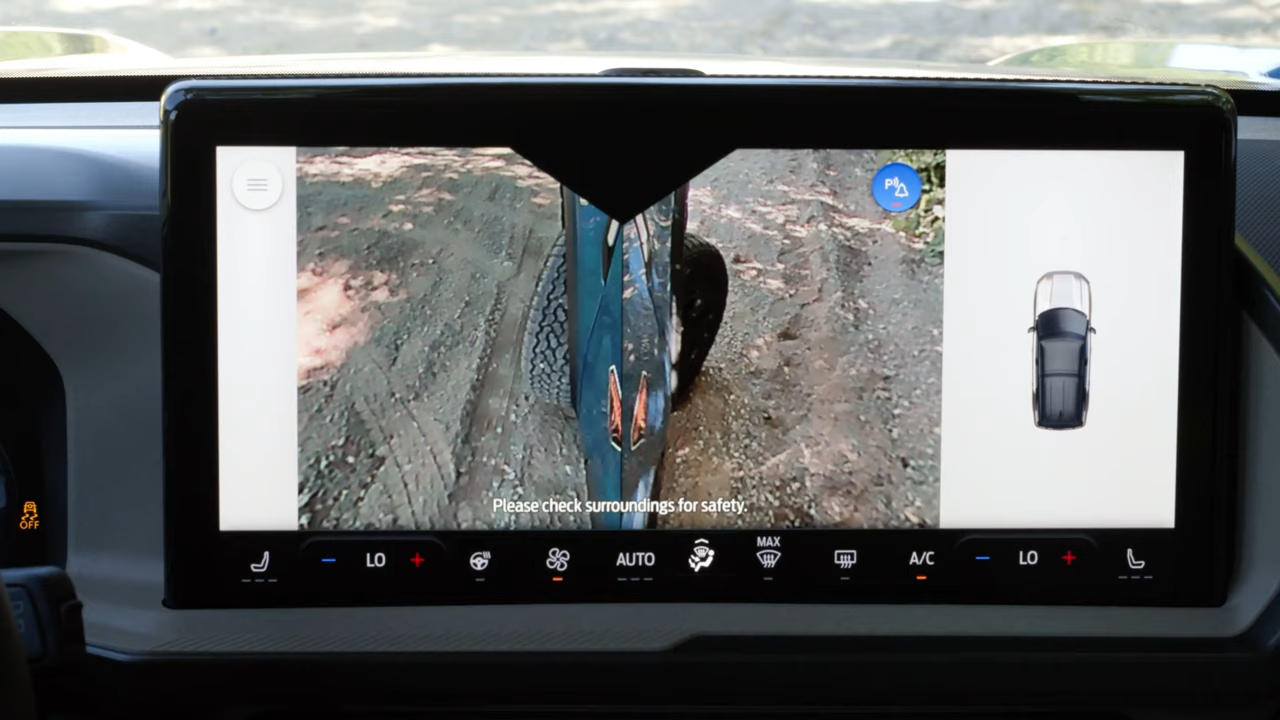 P
Please check surroundings for safety.
OFF
LO
AUTO
MAX
A/C
LO